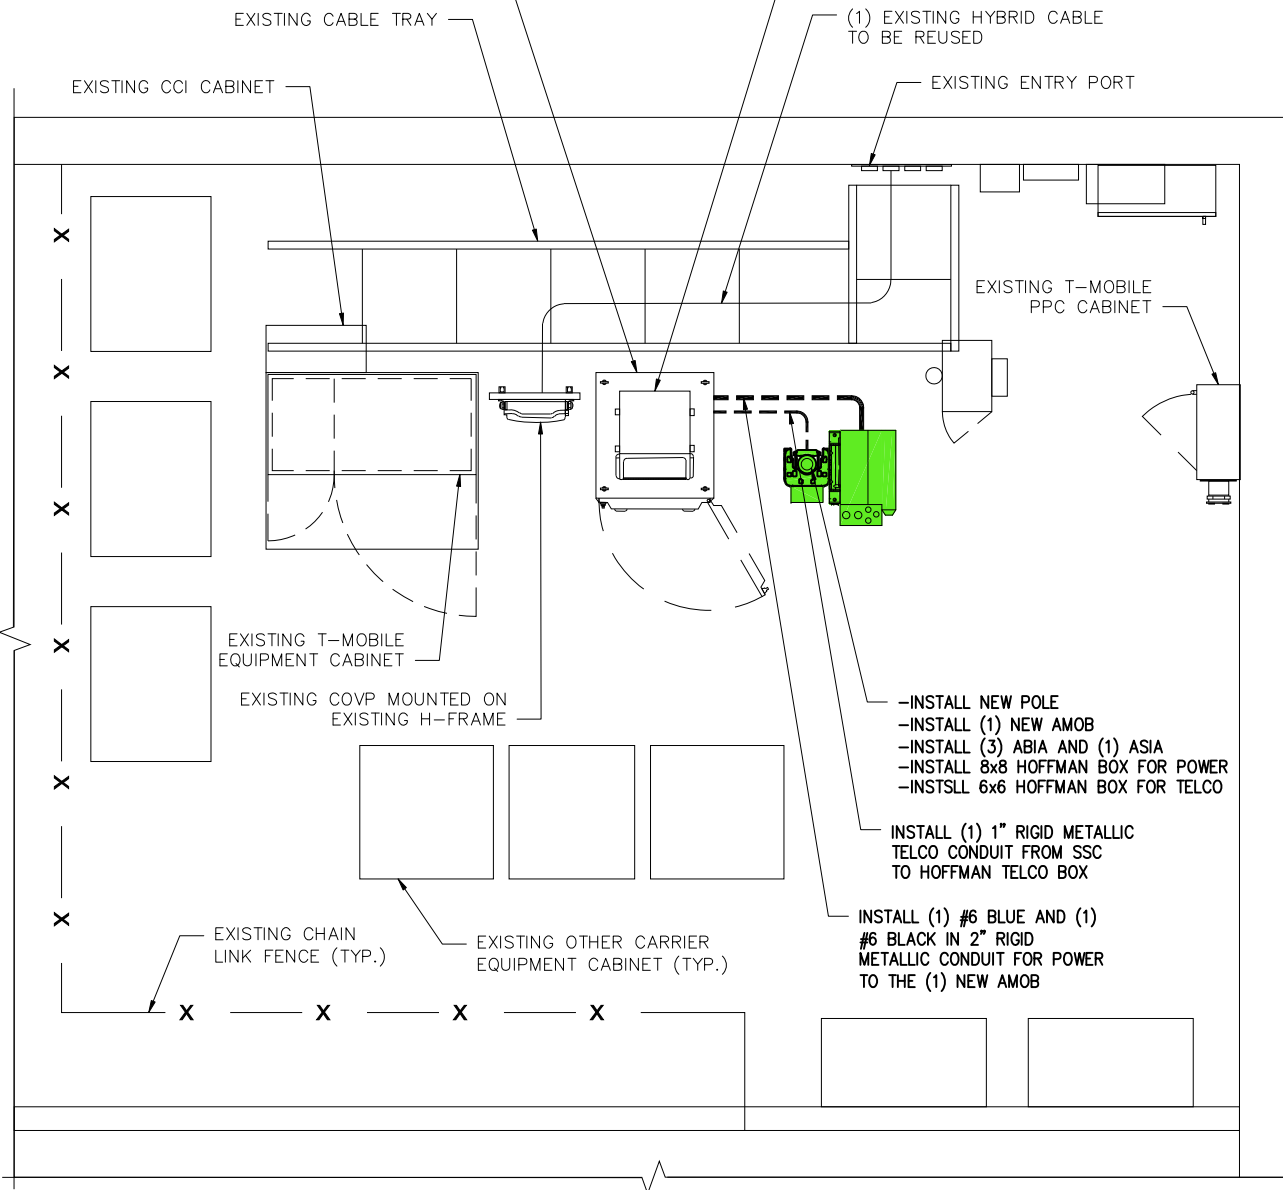 EXISTING CABLE TRAY
(1) EXISTING HYBRID CABLE
TO BE REUSED
EXISTING CCI CABINET
EXISTING ENTRY PORT
EXISTING T-MOBILE
PPC CABINET
EXISTING T-MOBILE
EQUIPMENT CABINET
EXISTING COVP MOUNTED ON
EXISTING H-FRAME
-INSTALL NEW POLE
-INSTALL (1) NEW AMOB
-INSTALL (3) ABIA AND (1) ASIA
-INSTALL 8x8 HOFFMAN BOX FOR POWER
-INSTSLL 6x6 HOFFMAN BOX FOR TELCO
INSTALL (1) 1" RIGID METALLIC
TELCO CONDUIT FROM SSC
TO HOFFMAN TELCO BOX
INSTALL (1) #6 BLUE AND (1)
#6 BLACK IN 2" RIGID
METALLIC CONDUIT FOR POWER
TO THE (1) NEW AMOB
EXISTING CHAIN
LINK FENCE (TYP.)
EXISTING OTHER CARRIER
EQUIPMENT CABINET (TYP.)
X
X
X
X
X
X
X
X
X
X